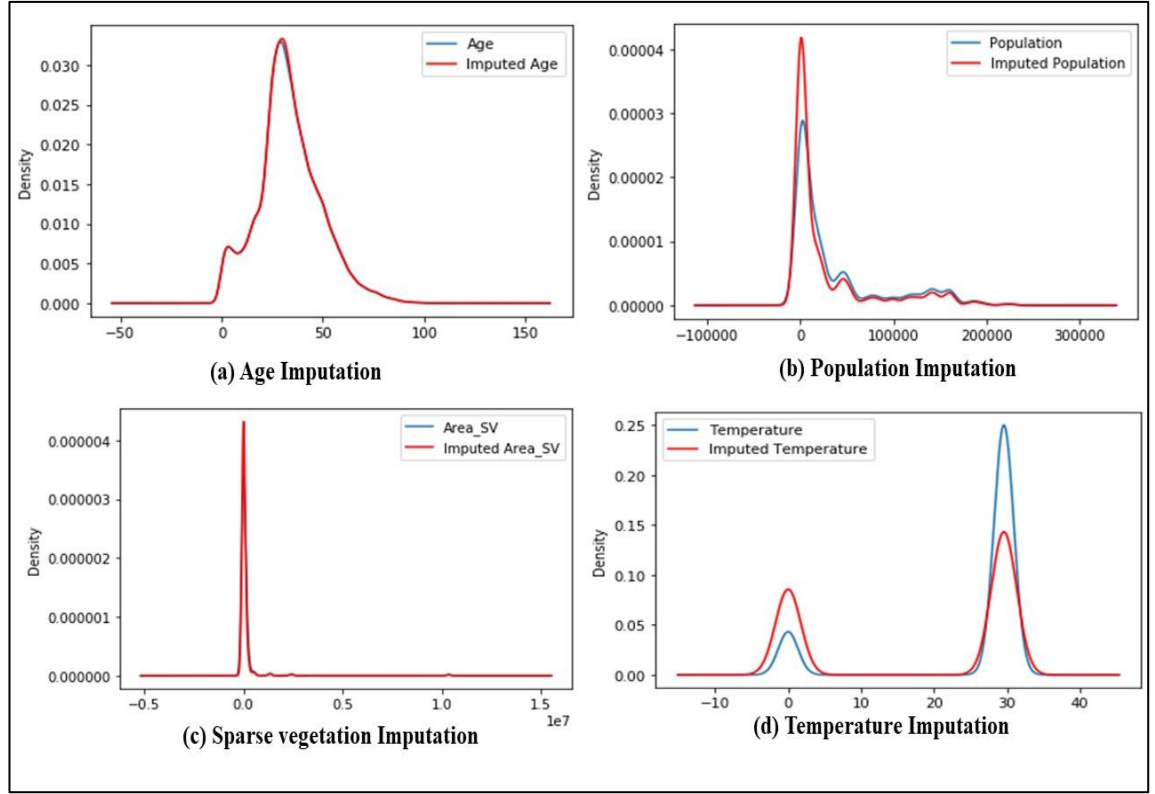 Age
Imputed Age
0.030
0.025
0.020
0.015
0.010
0.005
0.000
Density
−50 0 50 100 150
(a) Age Imputation
Population
Imputed Population
0.00004
0.00003
0.00002
0.00001
0.00000
Density
−100000 0 100000 200000 300000
(b) Population Imputation
Area_SV
Imputed Area_SV
0.000004
0.000003
0.000002
0.000001
0.000000
Density
−0.5 0.0 0.5 1.0 1.5
1e7
(c) Sparse vegetation Imputation
Temperature
Imputed Temperature
0.25
0.20
0.15
0.10
0.05
0.00
Density
−10 0 10 20 30 40
(d) Temperature Imputation